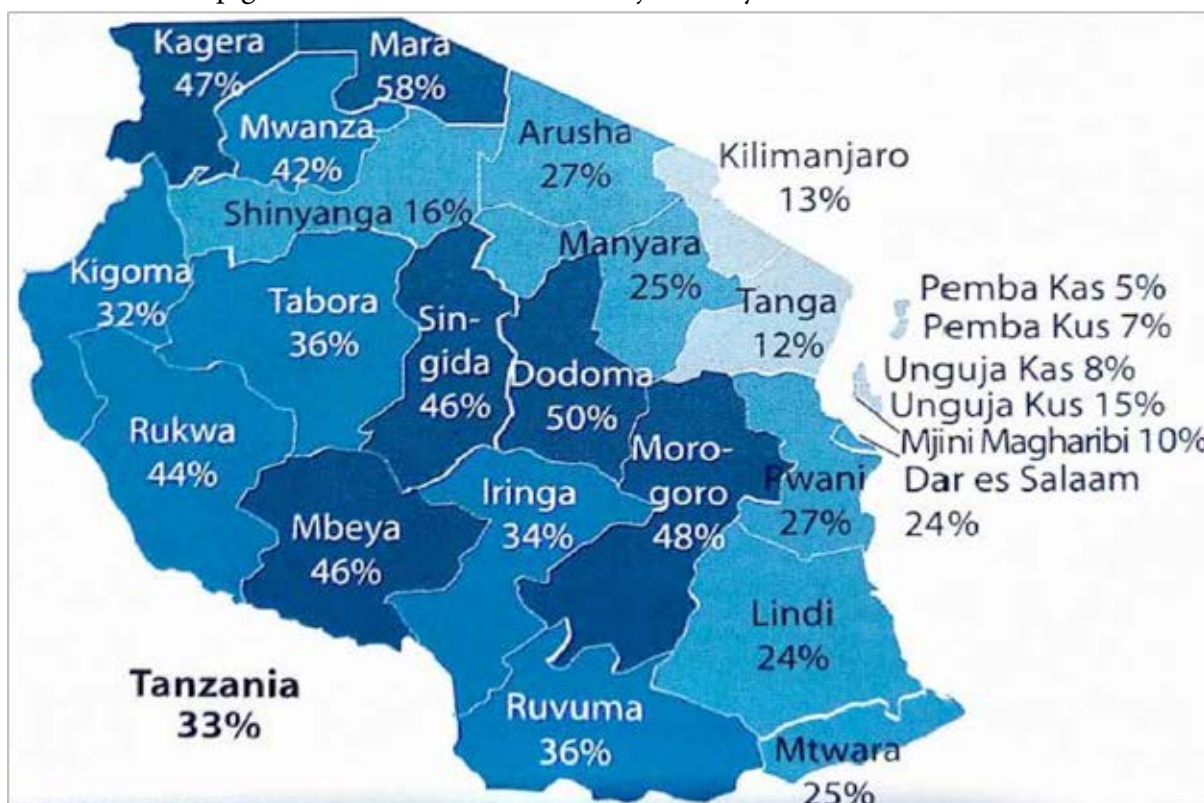 Kagera
47%
Mara
58%
Mwanza
42%
Arusha
27%
Kilimanjaro
13%
Shinyanga 16%
Kigoma
32%
Tabora
36%
Sin-
gida
46%
Manyara
25%
Tanga
12%
Pemba Kas 5%
Pemba Kus 7%
Unguja Kas 8%
Unguja Kus 15%
Mjini Magharibi 10%
Dar es Salaam
24%
Dodoma
50%
Rukwa
44%
Mbeya
46%
Iringa
34%
Moro-
goro
48%
Pwani
27%
Lindi
24%
Tanzania
33%
Ruvuma
36%
Mtwara
25%